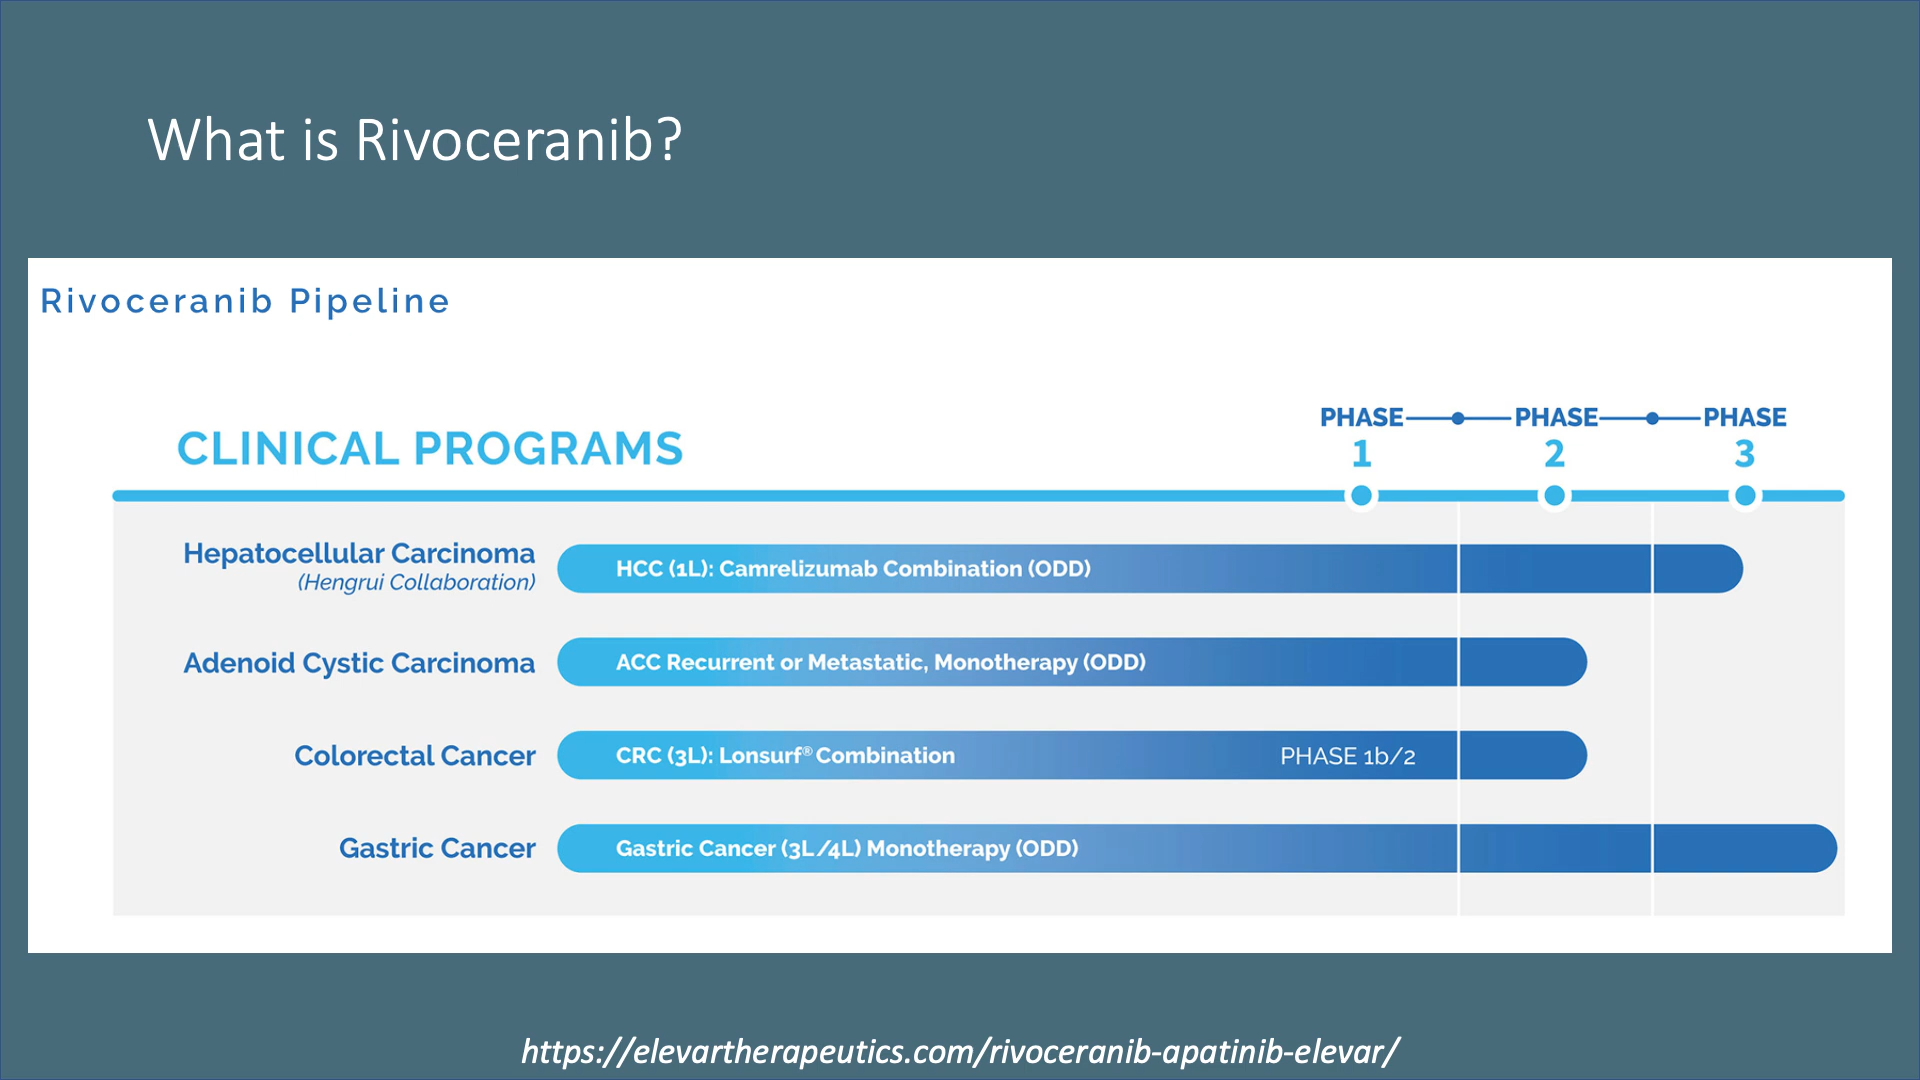 What is Rivoceranib?
Rivoceranib Pipeline
CLINICAL PROGRAMS
PHASE PHASE PHASE
1 2 3
Hepatocellular Carcinoma
(Hengrui Collaboration)
HCC (1L): Camrelizumab Combination (ODD)
Adenoid Cystic Carcinoma
ACC Recurrent or Metastatic, Monotherapy (ODD)
Colorectal Cancer
CRC (3L): Lonsurf® Combination PHASE 1b/2
Gastric Cancer
Gastric Cancer (3L/4L) Monotherapy (ODD)
https://elevartherapeutics.com/rivoceranib-apatinib-elevar/